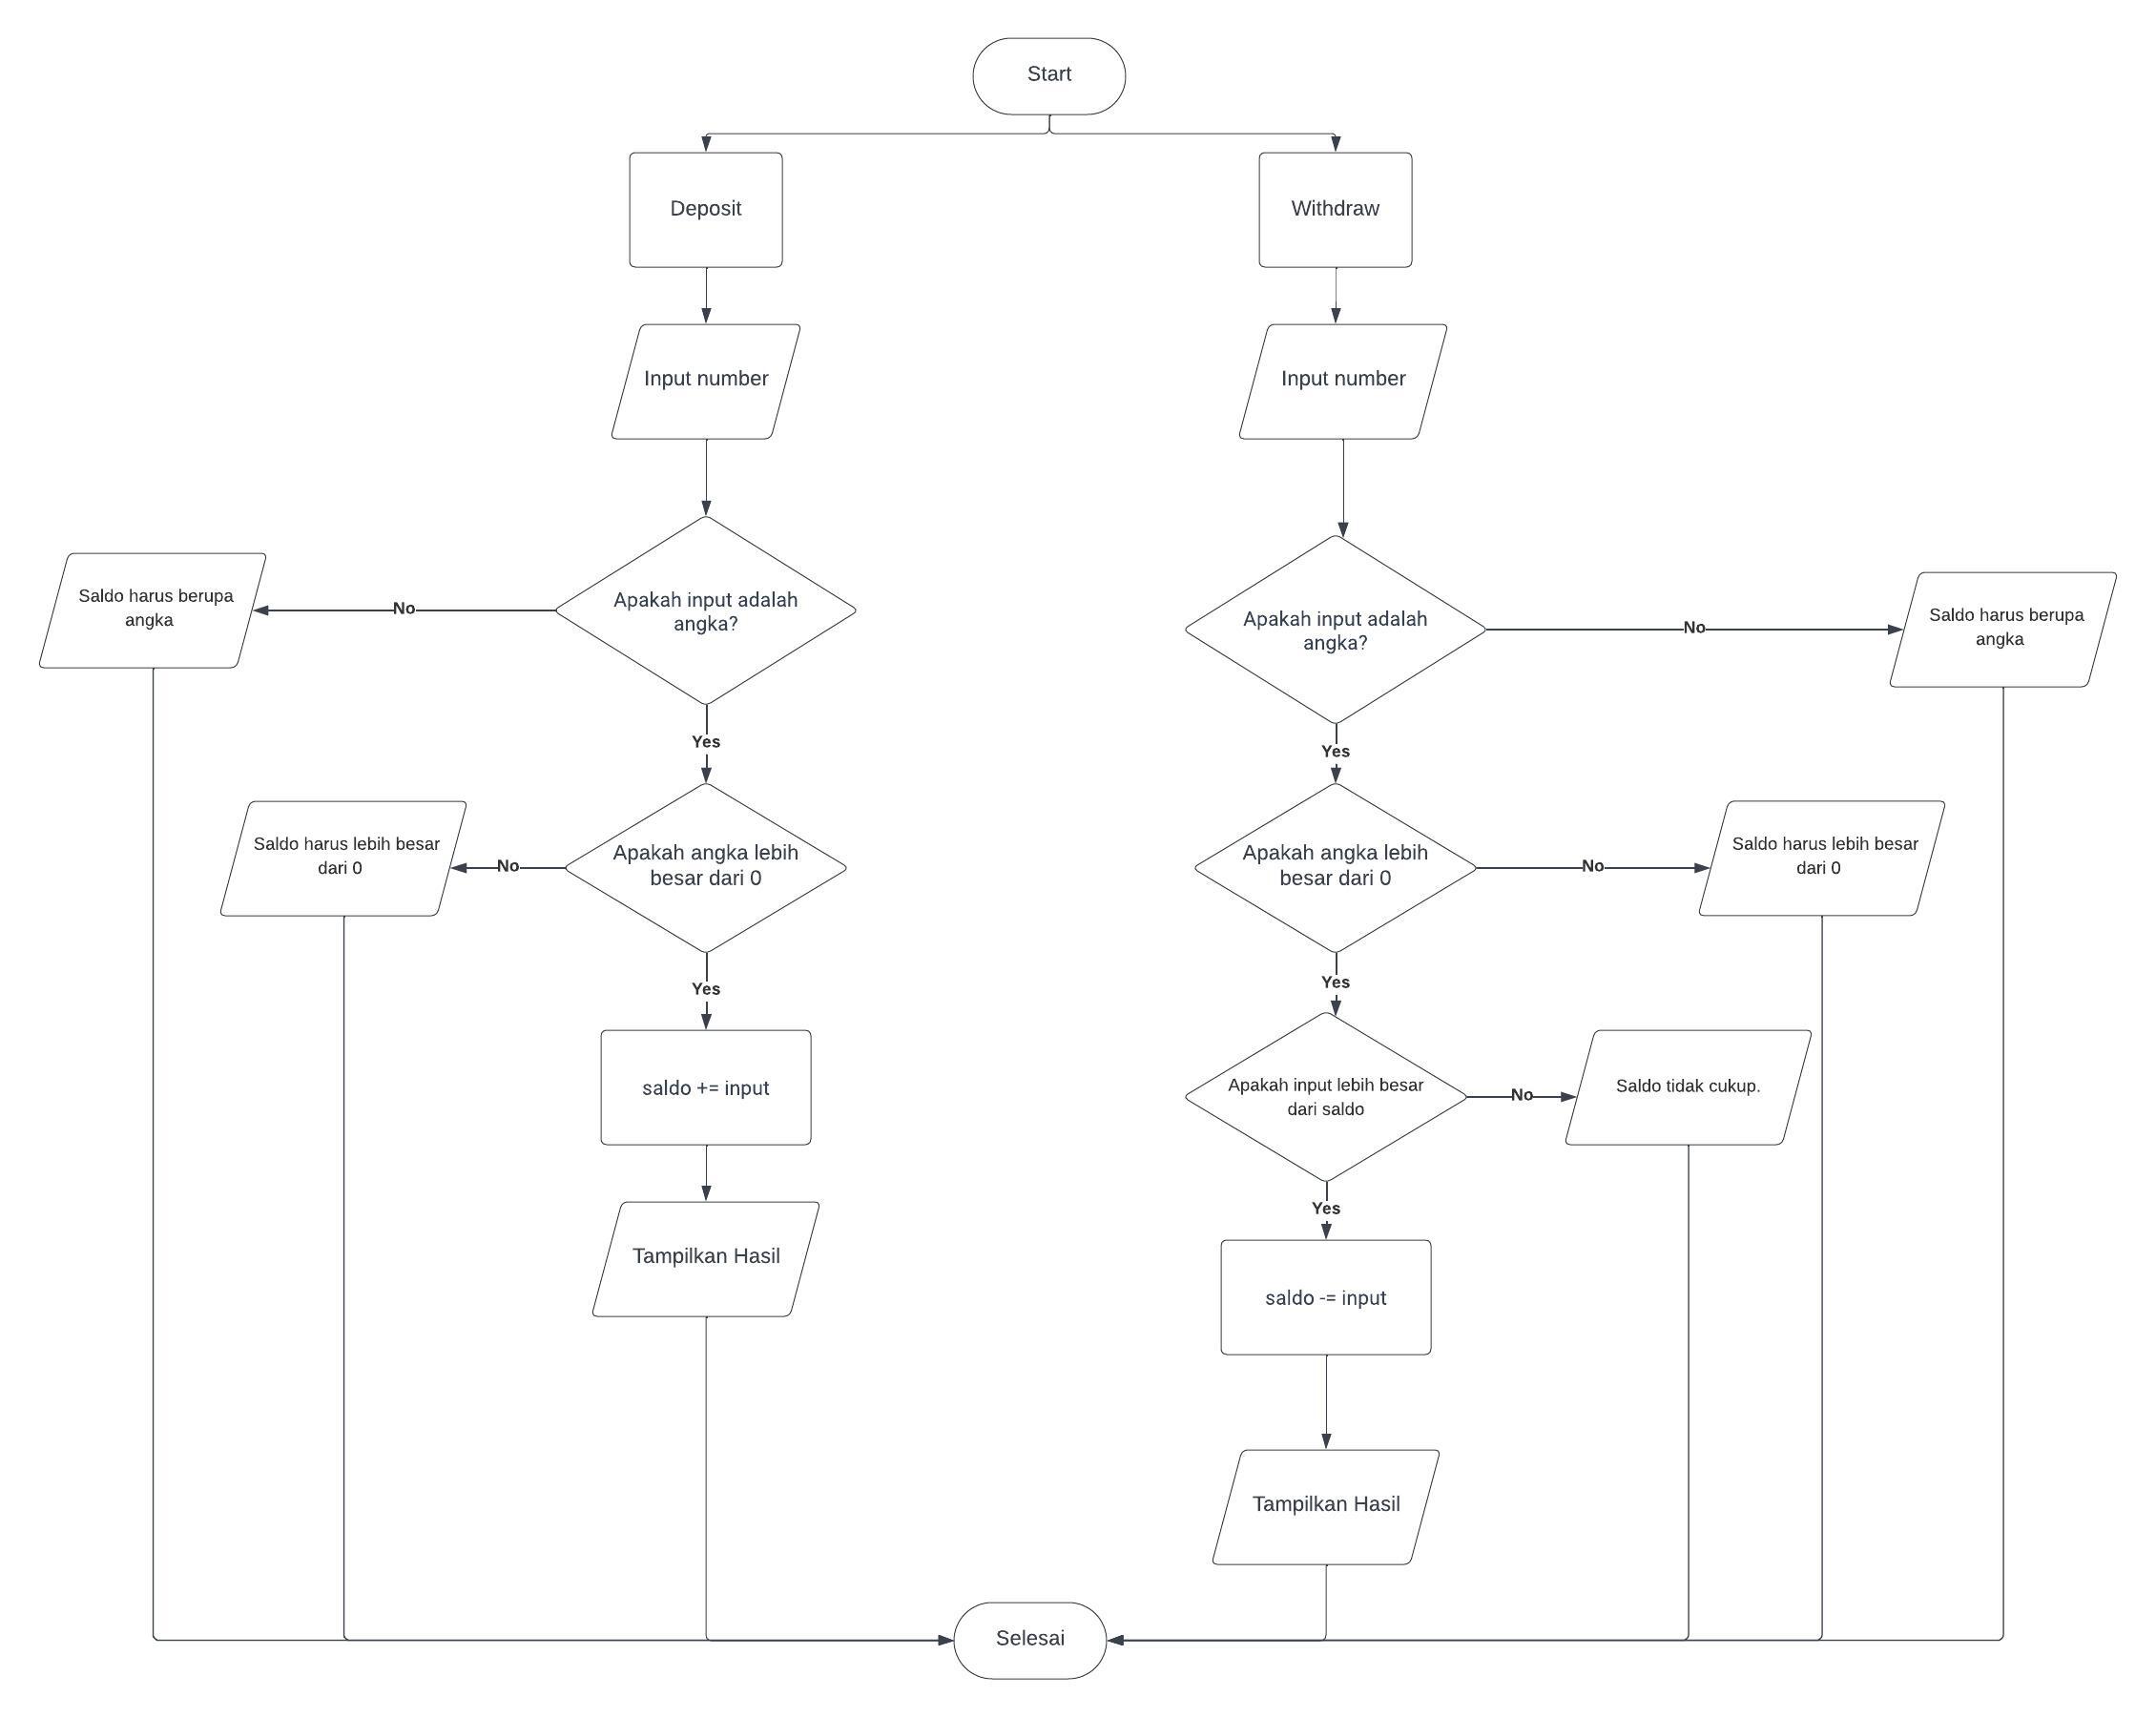 Start
Deposit
Withdraw
Input number
Input number
Apakah input adalah
angka?
No
Saldo harus berupa
angka
Apakah input adalah
angka?
No
Saldo harus berupa
angka
Yes
Yes
Apakah angka lebih
besar dari 0
No
Saldo harus lebih besar
dari 0
Apakah angka lebih
besar dari 0
No
Saldo harus lebih besar
dari 0
Yes
Yes
saldo += input
Apakah input lebih besar
dari saldo
No
Saldo tidak cukup.
Yes
Tampilkan Hasil
saldo -= input
Tampilkan Hasil
Selesai